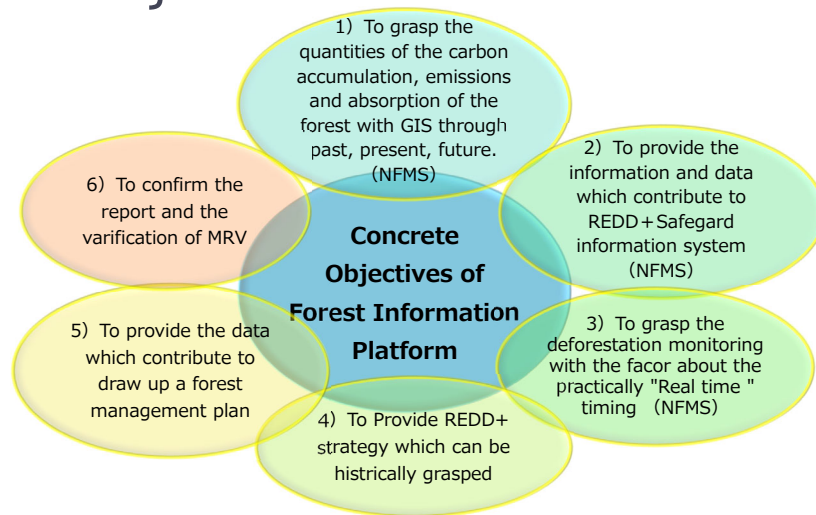 1）To grasp the
quantities of the carbon
accumulation, emissions
and absorption of the
forest with GIS through
past, present, future.
（NFMS）
2）To provide the
information and data
which contribute to
REDD+Safegard
information system
（NFMS）
3）To grasp the
deforestation monitoring
with the facor about the
practically "Real time "
timing （NFMS）
4）To Provide REDD+
strategy which can be
histrically grasped
5）To provide the data
which contribute to
draw up a forest
management plan
6）To confirm the
report and the
varification of MRV
Concrete
Objectives of
Forest Information
Platform